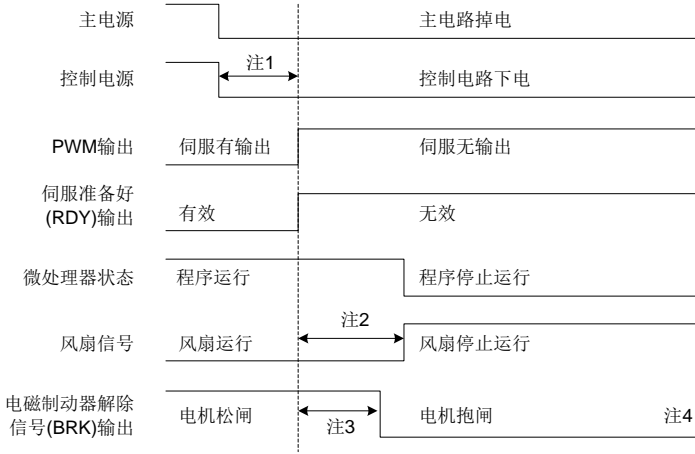 主电源
主电路掉电
控制电源
注1
控制电路下电
PWM输出
伺服有输出
伺服无输出
伺服准备好
(RDY)输出
有效
无效
微处理器状态
程序运行
程序停止运行
风扇信号
风扇运行
注2
风扇停止运行
电磁制动器解除
信号(BRK)输出
电机松闸
注3
电机抱闸
注4